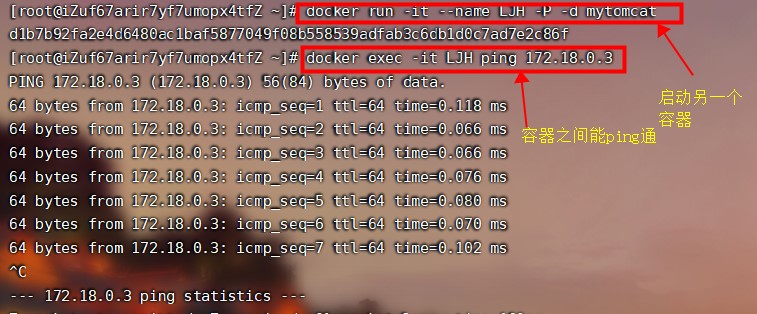 [root@iZuf67arir7yf7umopx4tfZ ~]# docker run -it --name LJH -P -d mytomcat
d1b7b92fa2e4d6480ac1baf5877049f08b558539adfab3c6db1d0c7ad7e2c86f
[root@iZuf67arir7yf7umopx4tfZ ~]# docker exec -it LJH ping 172.18.0.3
PING 172.18.0.3 (172.18.0.3) 56(84) bytes of data.
64 bytes from 172.18.0.3: icmp_seq=1 ttl=64 time=0.118 ms
启动另一个
容器
64 bytes from 172.18.0.3: icmp_seq=2 ttl=64 time=0.066 ms
容器之间能ping通
64 bytes from 172.18.0.3: icmp_seq=3 ttl=64 time=0.066 ms
64 bytes from 172.18.0.3: icmp_seq=4 ttl=64 time=0.076 ms
64 bytes from 172.18.0.3: icmp_seq=5 ttl=64 time=0.080 ms
64 bytes from 172.18.0.3: icmp_seq=6 ttl=64 time=0.070 ms
64 bytes from 172.18.0.3: icmp_seq=7 ttl=64 time=0.102 ms
^C
--- 172.18.0.3 ping statistics ---